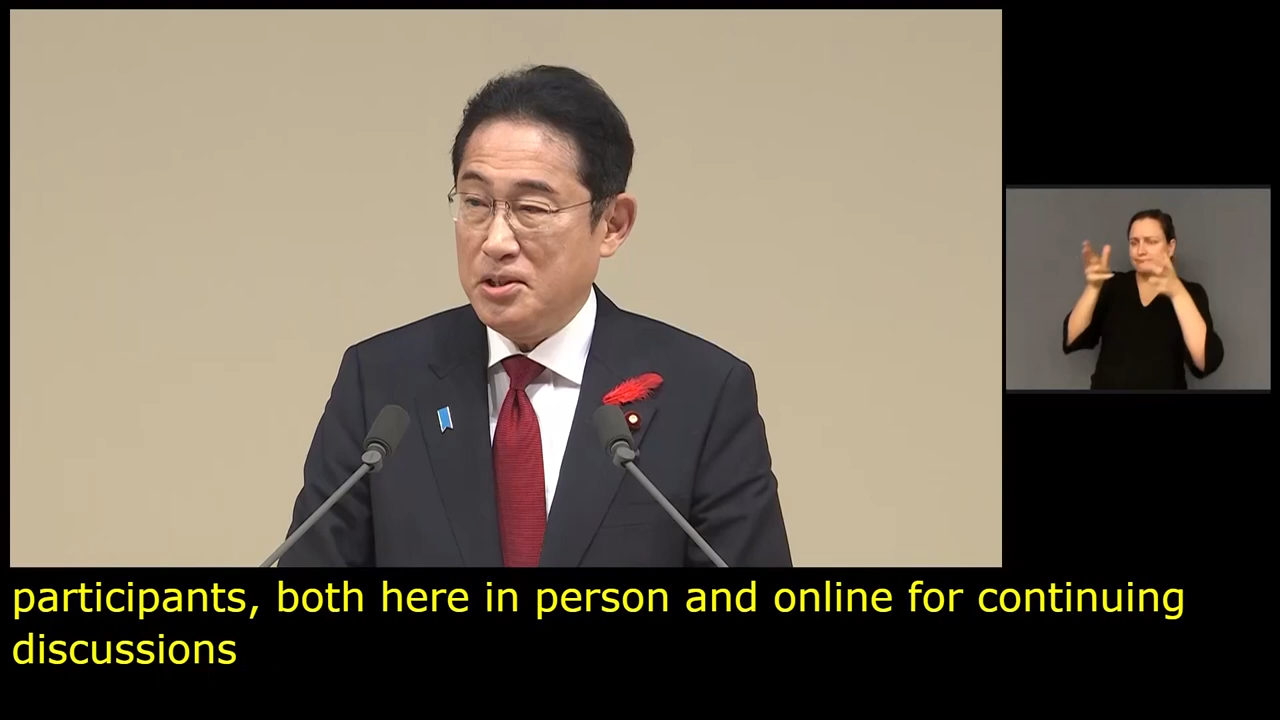 participants, both here in person and online for continuing
discussions